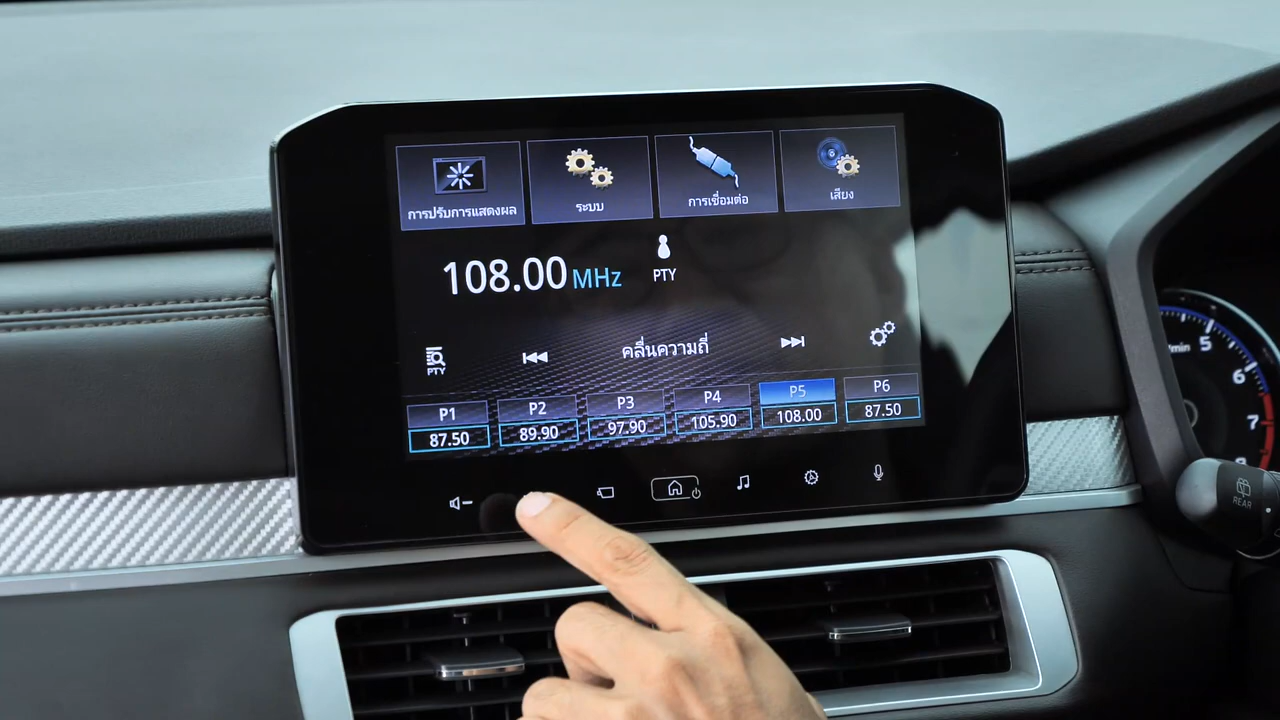 การปรับการแสดงผล
ระบบ
การเชื่อมต่อ
เสียง
108.00 MHz
PTY
PTY
คลื่นความถี่
P1 P2 P3 P4 P5 P6
87.50 89.90 97.90 105.90 108.00 87.50
5
6
7
REAR